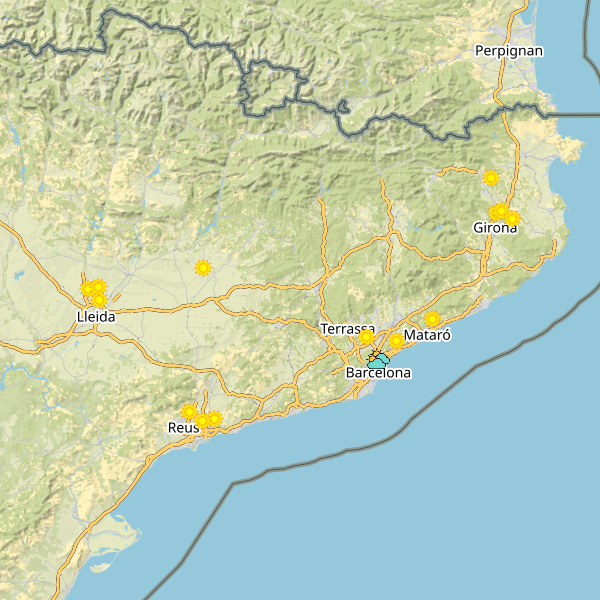 Perpignan
Girona
Lleida
Terrassa
Mataró
Barcelona
Reus